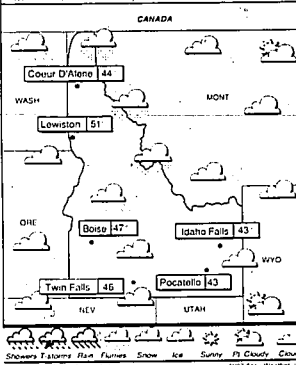 CANADA
Coeur D'Alene 44°
WASH
MONT
Lewiston 51°
ORE
Boise 47°
Idaho Falls 43°
WYO
Twin Falls 46
Pocatello 43
NEV
UTAH
Showers T-storms Rain Flurries Snow Ice Sunny Pt. Cloudy Cloudy